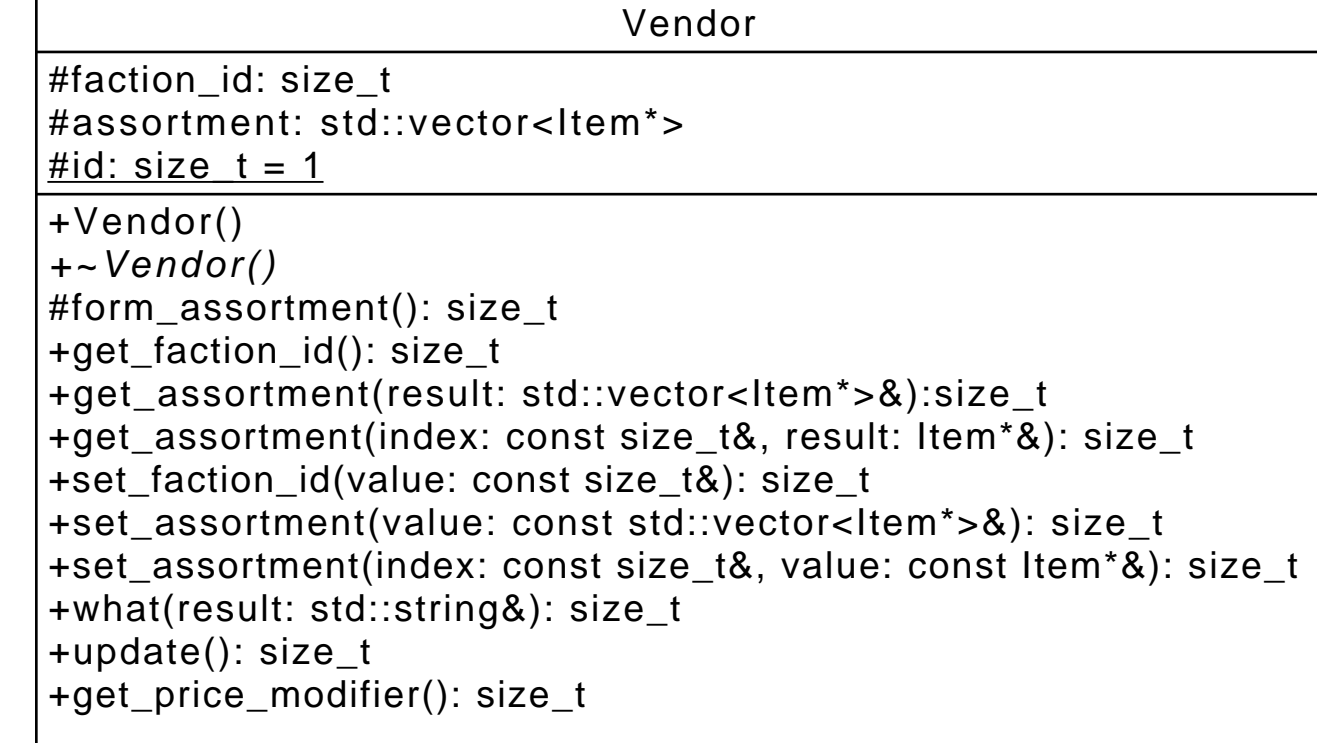 Vendor
#faction_id: size_t
#assortment: std::vector<Item*>
#id: size_t = 1
+Vendor()
+~Vendor()
#form_assortment(): size_t
+get_faction_id(): size_t
+get_assortment(result: std::vector<Item*>&):size_t
+get_assortment(index: const size_t&, result: Item*&): size_t
+set_faction_id(value: const size_t&): size_t
+set_assortment(value: const std::vector<Item*>&): size_t
+set_assortment(index: const size_t&, value: const Item*&): size_t
+what(result: std::string&): size_t
+update(): size_t
+get_price_modifier(): size_t